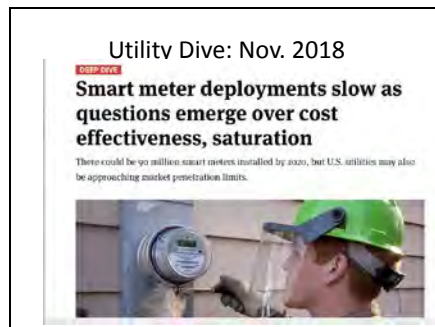 Utility Dive: Nov. 2018
DEEP DIVE
Smart meter deployments slow as
questions emerge over cost
effectiveness, saturation
There could be 90 million smart meters installed by 2020, but U.S. utilities may also
be approaching market penetration limits.